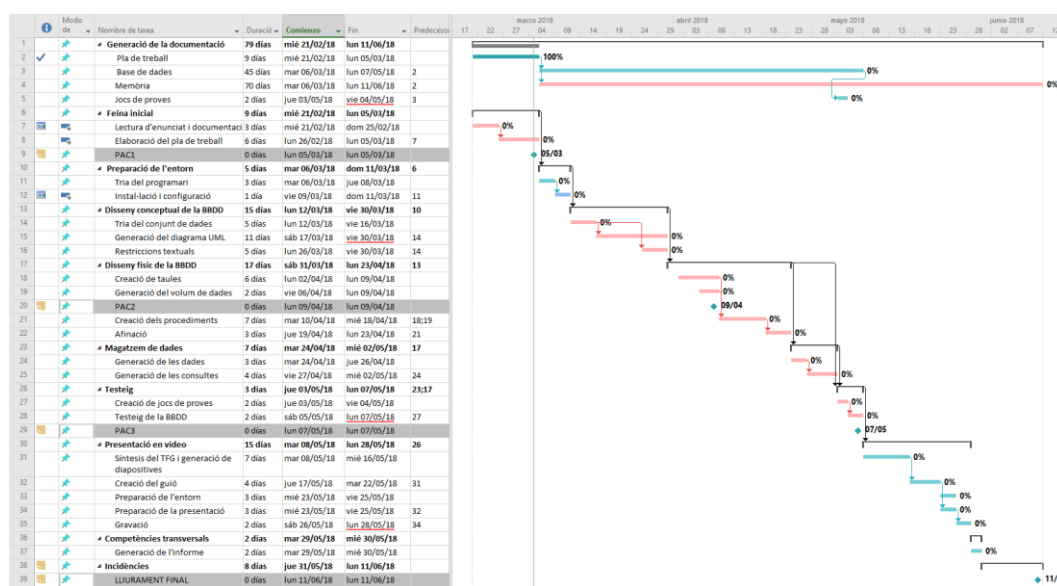 Modo de Nombre de tarea Duració Comienzo Fin Predecesor
marzo 2018 abril 2018 mayo 2018 junio 2018
17 22 27 04 09 14 19 24 29 03 08 13 18 23 28 03 08 13 18 23 28 02 07 12
1 Generació de la documentació 79 días mié 21/02/18 lun 11/06/18
2 Pla de treball 9 días mié 21/02/18 lun 05/03/18 100%
3 Base de dades 45 días mar 06/03/18 lun 07/05/18 2 0%
4 Memòria 70 días mar 06/03/18 lun 11/06/18 2 0%
5 Jocs de proves 2 días jue 03/05/18 vie 04/05/18 3 0%
6 Feina inicial 9 días mié 21/02/18 lun 05/03/18
7 Lectura d'enunciat i documentaci 3 días mié 21/02/18 dom 25/02/18 0%
8 Elaboració del pla de treball 6 días lun 26/02/18 lun 05/03/18 7 0%
9 PAC1 0 días lun 05/03/18 lun 05/03/18 05/03
10 Preparació de l'entorn 5 días mar 06/03/18 dom 11/03/18 6
11 Tria del programari 3 días mar 06/03/18 jue 08/03/18 0%
12 Instal·lació i configuració 1 día vie 09/03/18 dom 11/03/18 11 0%
13 Disseny conceptual de la BBDD 15 días lun 12/03/18 vie 30/03/18 10
14 Tria del conjunt de dades 5 días lun 12/03/18 vie 16/03/18 0%
15 Generació del diagrama UML 11 días sáb 17/03/18 vie 30/03/18 14 0%
16 Restriccions textuals 5 días lun 26/03/18 vie 30/03/18 14 0%
17 Disseny físic de la BBDD 17 días sáb 31/03/18 lun 23/04/18 13
18 Creació de taules 6 días lun 02/04/18 lun 09/04/18 0%
19 Generació del volum de dades 2 días vie 06/04/18 lun 09/04/18 0%
20 PAC2 0 días lun 09/04/18 lun 09/04/18 09/04
21 Creació dels procediments 7 días mar 10/04/18 mié 18/04/18 18;19 0%
22 Afinació 3 días jue 19/04/18 lun 23/04/18 21 0%
23 Magatzem de dades 7 días mar 24/04/18 mié 02/05/18 17
24 Generació de les dades 3 días mar 24/04/18 jue 26/04/18 0%
25 Generació de les consultes 4 días vie 27/04/18 mié 02/05/18 24 0%
26 Testeig 3 días jue 03/05/18 lun 07/05/18 23;17
27 Creació de jocs de proves 2 días jue 03/05/18 vie 04/05/18 0%
28 Testeig de la BBDD 2 días sáb 05/05/18 lun 07/05/18 27 0%
29 PAC3 0 días lun 07/05/18 lun 07/05/18 07/05
30 Presentació en vídeo 15 días mar 08/05/18 lun 28/05/18 26
31 Síntesis del TFG i generació de 7 días mar 08/05/18 mié 16/05/18 0%
diapositives
32 Creació del guió 4 días jue 17/05/18 mar 22/05/18 31 0%
33 Preparació de l'entorn 3 días mié 23/05/18 vie 25/05/18 0%
34 Preparació de la presentació 3 días mié 23/05/18 vie 25/05/18 32 0%
35 Gravació 2 días sáb 26/05/18 lun 28/05/18 34 0%
36 Competències transversals 2 días mar 29/05/18 mié 30/05/18
37 Generació de l'informe 2 días mar 29/05/18 mié 30/05/18 0%
38 Incidències 8 días jue 31/05/18 lun 11/06/18
39 LLIURAMENT FINAL 0 días lun 11/06/18 lun 11/06/18 11/